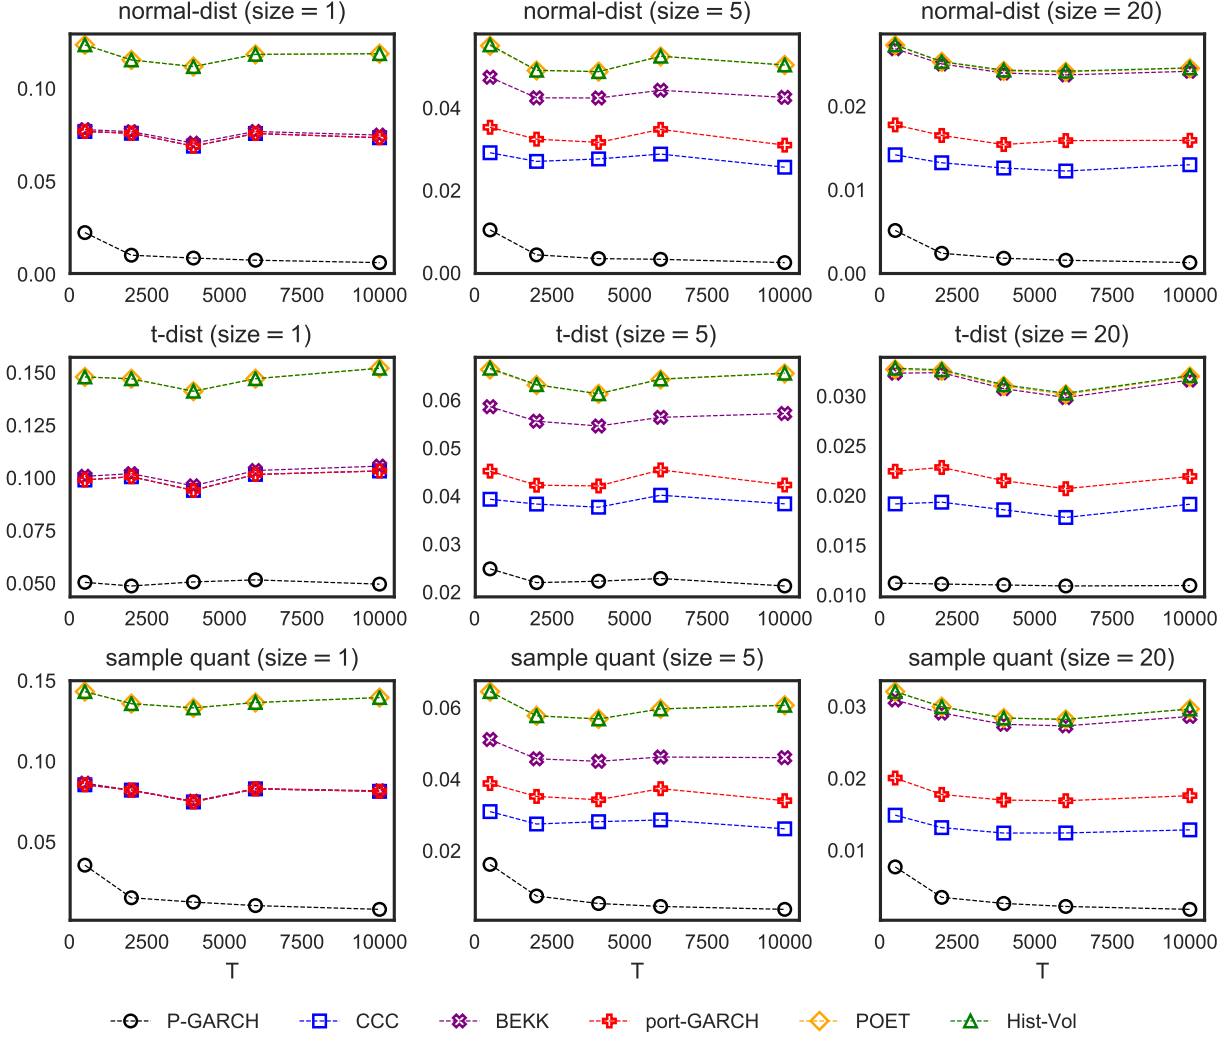 normal-dist (size = 1) normal-dist (size = 5) normal-dist (size = 20)
0.10
0.05
0.00
0 2500 5000 7500 10000
0.04
0.02
0.00
0 2500 5000 7500 10000
0.02
0.01
0.00
0 2500 5000 7500 10000
t-dist (size = 1) t-dist (size = 5) t-dist (size = 20)
0.150
0.125
0.100
0.075
0.050
0 2500 5000 7500 10000
0.06
0.05
0.04
0.03
0.02
0 2500 5000 7500 10000
0.030
0.025
0.020
0.015
0.010
0 2500 5000 7500 10000
sample quant (size = 1) sample quant (size = 5) sample quant (size = 20)
0.15
0.10
0.05
0 2500 5000 7500 10000
T
0.06
0.04
0.02
0 2500 5000 7500 10000
T
0.03
0.02
0.01
0 2500 5000 7500 10000
T
P-GARCH CCC BEKK port-GARCH POET Hist-Vol